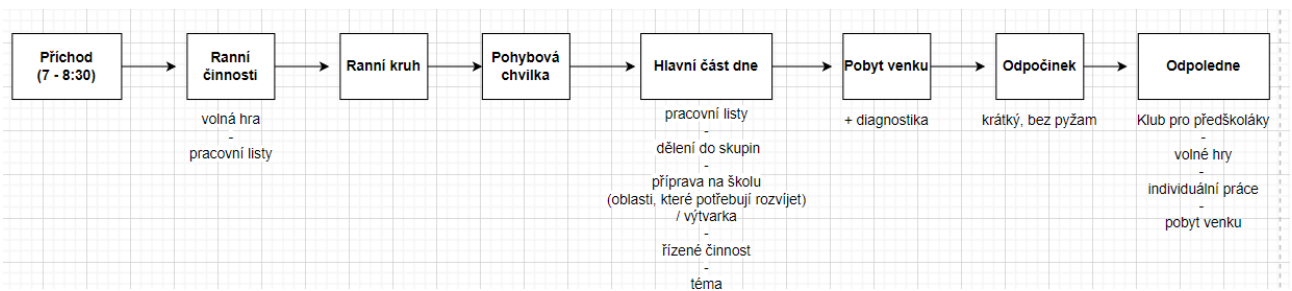 Příchod
(7 - 8:30)
Ranní
činnosti
Ranní kruh
Pohybová
chvilka
Hlavní část dne
Pobyt venku
Odpočinek
Odpoledne
volná hra
-
pracovní listy
pracovní listy
-
dělení do skupin
-
příprava na školu
(oblasti, které potřebují rozvíjet)
/ výtvarka
-
řízené činnost
-
téma
+ diagnostika
krátký, bez pyžam
Klub pro předškoláky
-
volné hry
-
individuální práce
-
pobyt venku